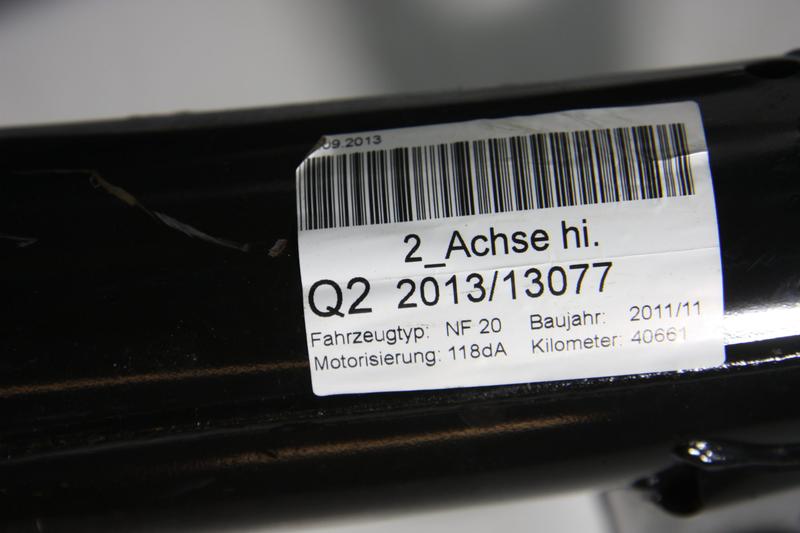 09.2013
2_Achse hi.
Q2 2013/13077
Fahrzeugtyp: NF 20 Baujahr: 2011/11
Motorisierung: 118dA Kilometer: 40661